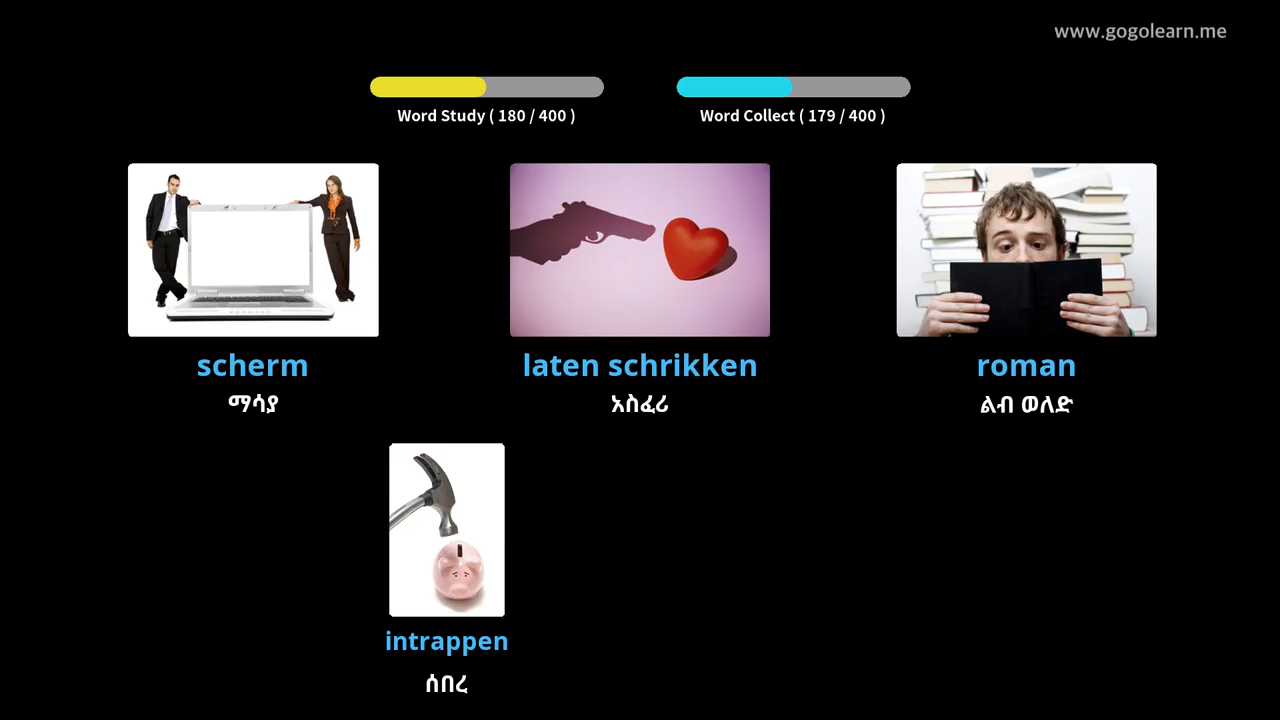 www.gogolearn.me
Word Study ( 180 / 400 )
Word Collect ( 179 / 400 )
scherm
laten schrikken
roman
ማሳያ
አስፈሪ
ልብ ወለድ
intrappen
ሰበረ